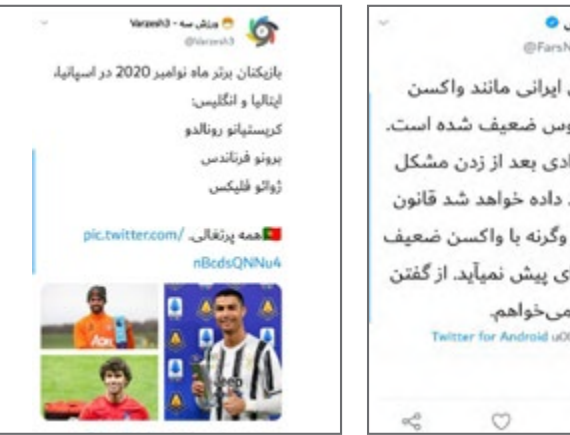 ورزش سه - Varzesh3
@Varzesh3
بازیکنان برتر ماه نوامبر 2020 در اسپانیا،
ایتالیا و انگلیس:
کریستیانو رونالدو
برونو فرناندس
ژوائو فلیکس
همه پرتغالی. pic.twitter.com/
nBcdsQNNu4
AON
Jeep
@FarsN
ایرانی مانند واکسن
ضعیف شده است.
بعد از زدن مشکل
داده خواهد شد قانون
وگرنه با واکسن ضعیف
پیش نمیآید. از گفتن
می‌خواهم.
Twitter for Android